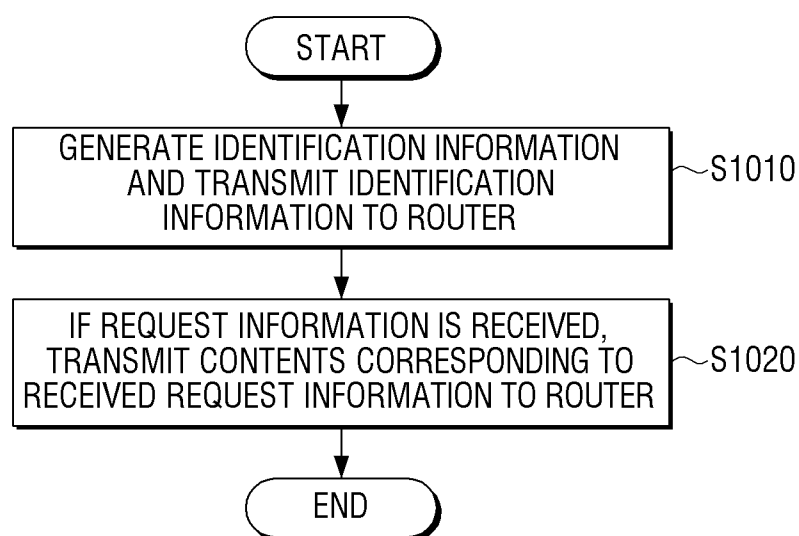 START
GENERATE IDENTIFICATION INFORMATION
AND TRANSMIT IDENTIFICATION
INFORMATION TO ROUTER
S1010
IF REQUEST INFORMATION IS RECEIVED,
TRANSMIT CONTENTS CORRESPONDING TO
RECEIVED REQUEST INFORMATION TO ROUTER
S1020
END